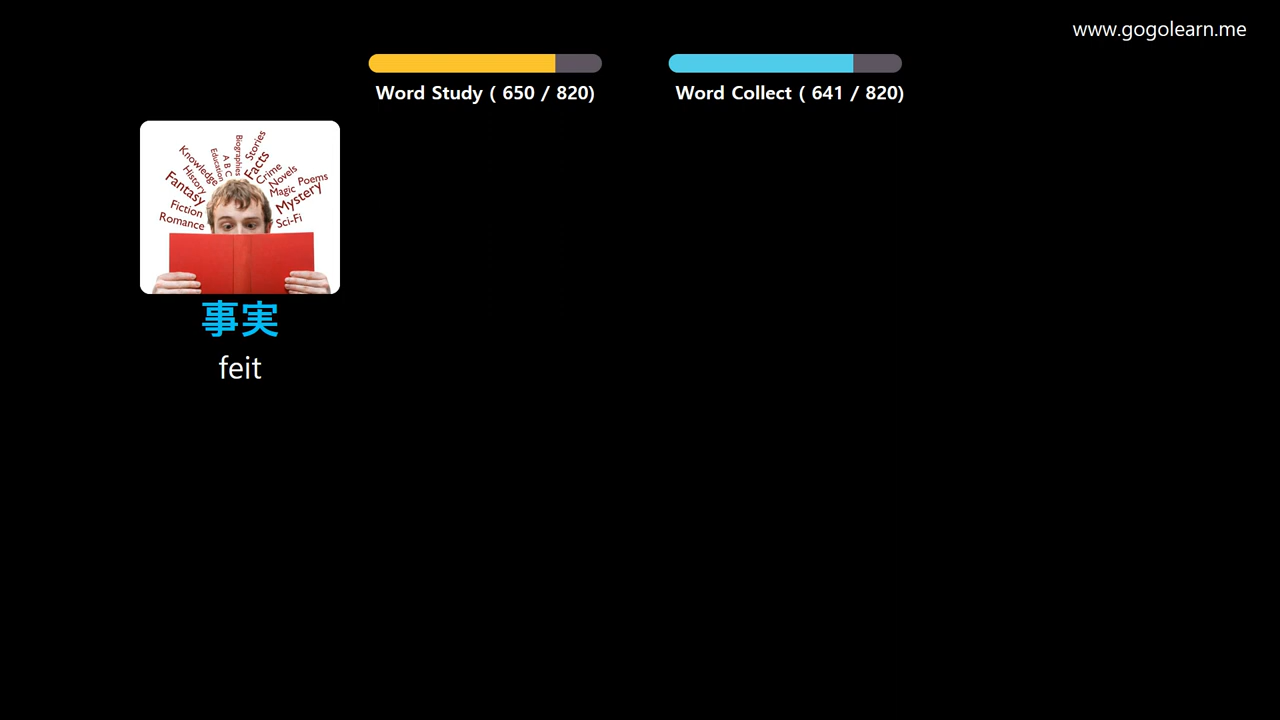 www.gogolearn.me
Word Study ( 650 / 820)
Word Collect ( 641 / 820)
Biographies
Stories
A B C
Facts
Education
Knowledge
Crime
History
Novels
Fantasy
Magic
Poems
Mystery
Fiction
Romance
Sci-Fi
事実
feit